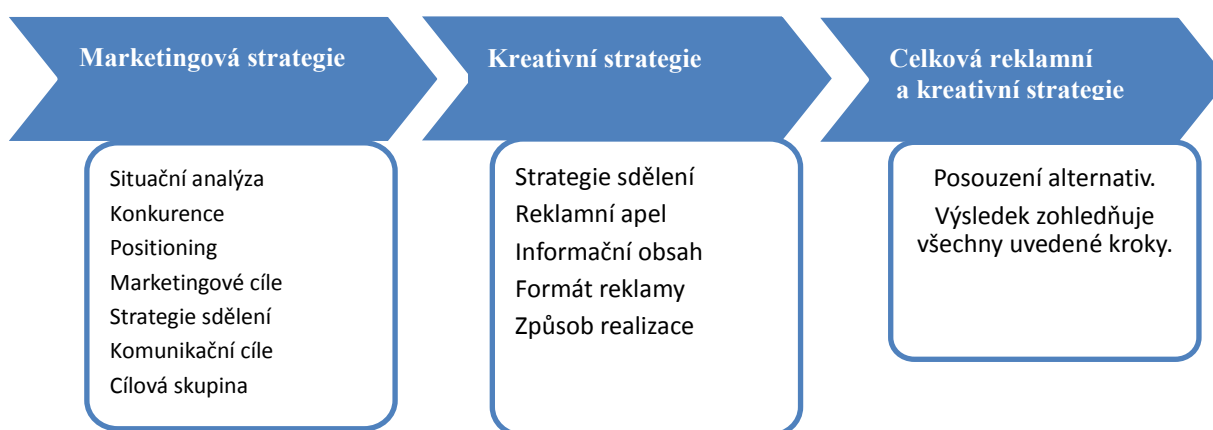 Marketingová strategie
Situační analýza
Konkurence
Positioning
Marketingové cíle
Strategie sdělení
Komunikační cíle
Cílová skupina
Kreativní strategie
Strategie sdělení
Reklamní apel
Informační obsah
Formát reklamy
Způsob realizace
Celková reklamní
a kreativní strategie
Posouzení alternativ.
Výsledek zohledňuje
všechny uvedené kroky.